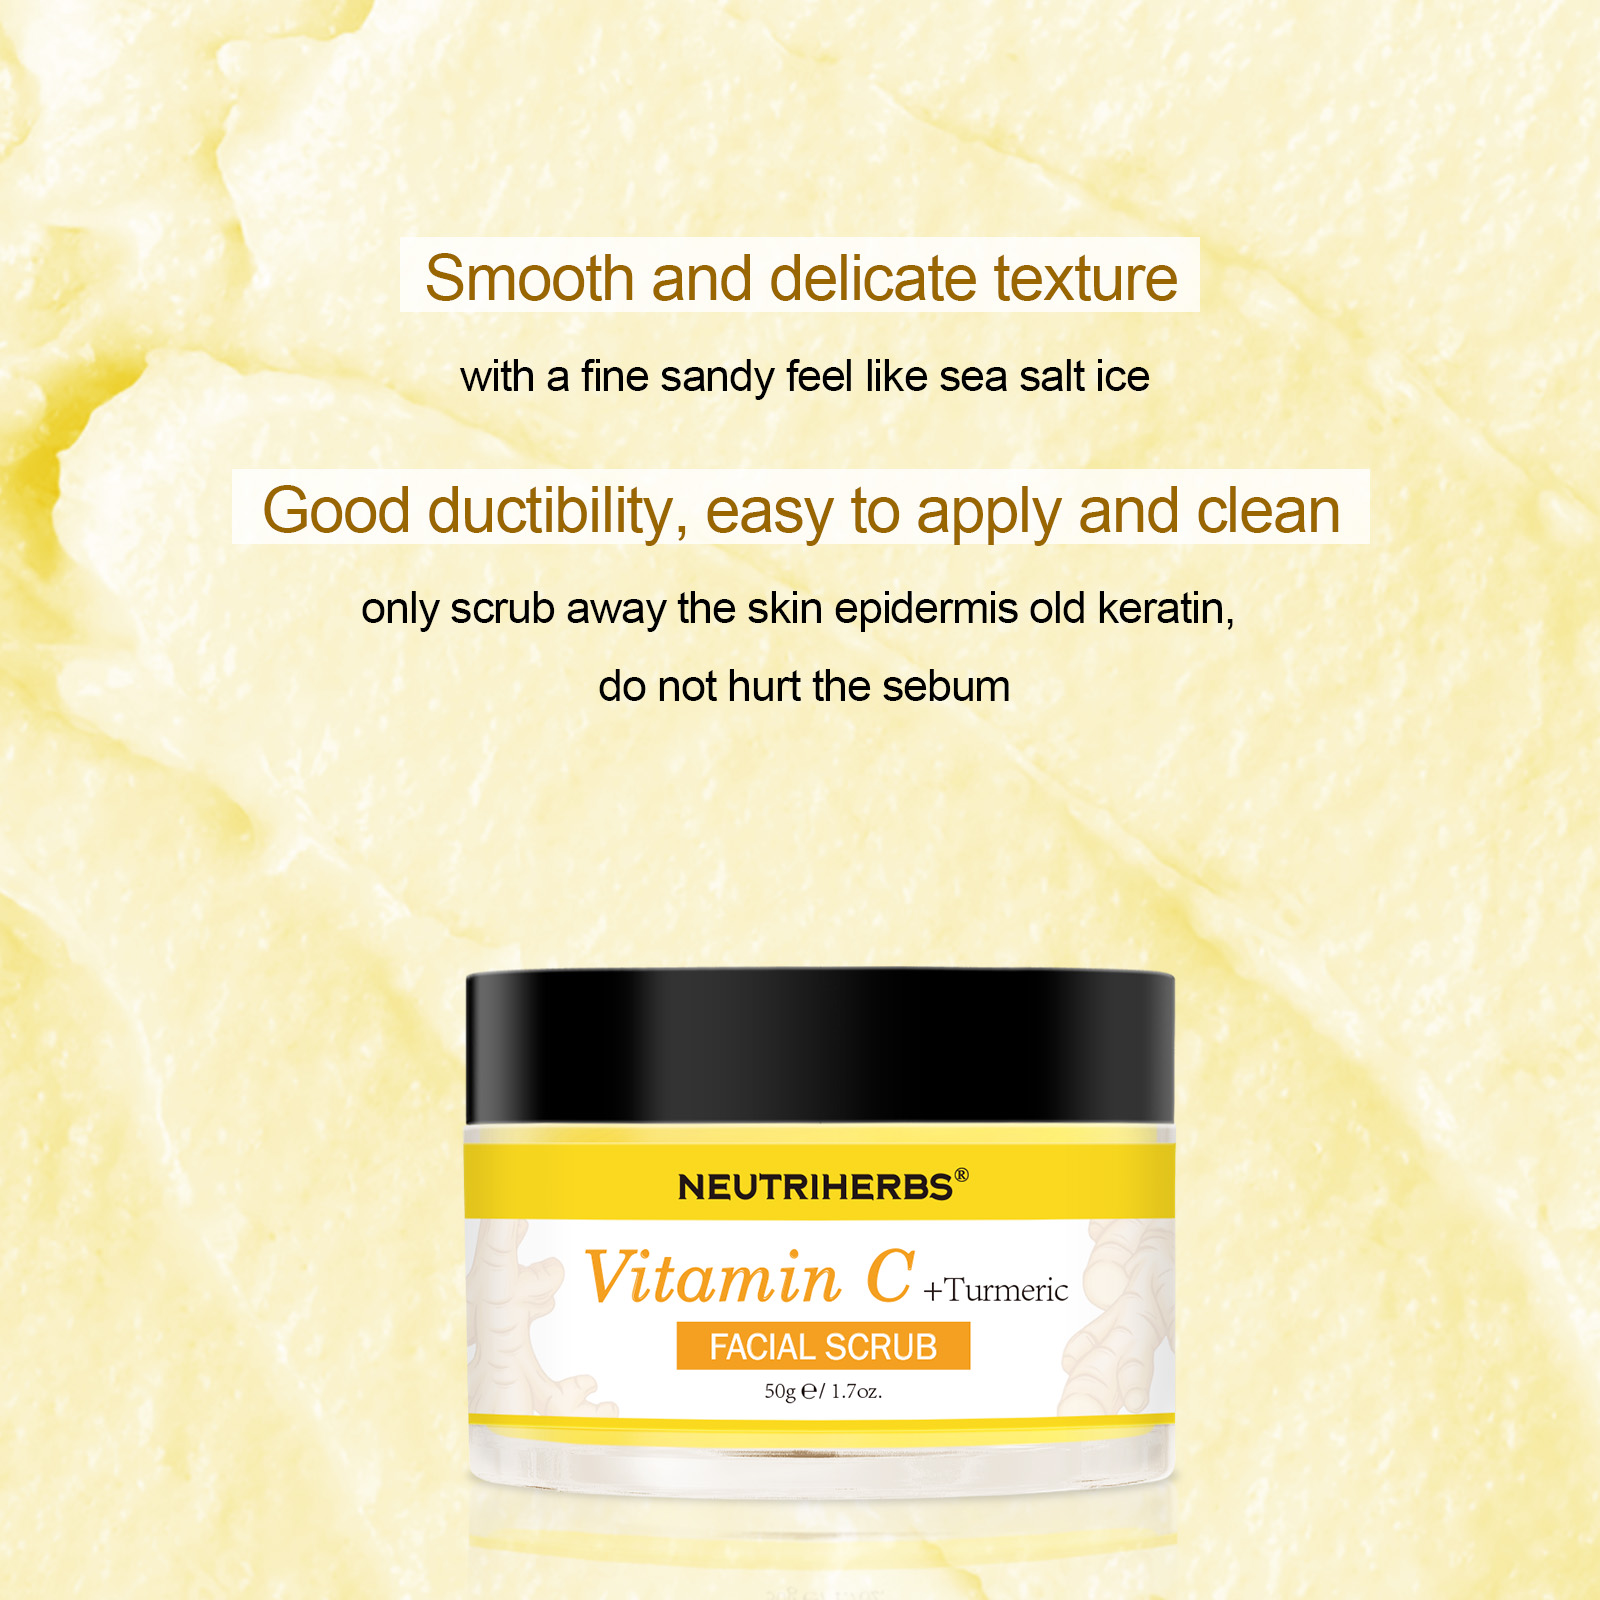 Smooth and delicate texture
with a fine sandy feel like sea salt ice
Good ductibility, easy to apply and clean
only scrub away the skin epidermis old keratin,
do not hurt the sebum
NEUTRIHERBS®
Vitamin C +Turmeric
FACIAL SCRUB
50g ℮/ 1.7oz.